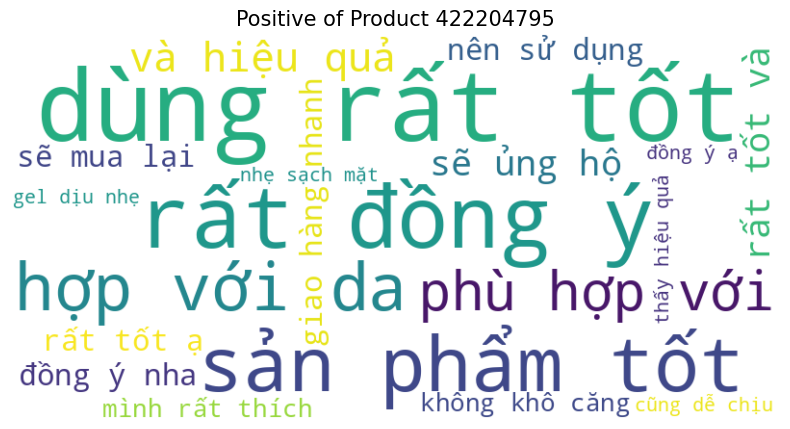 Positive of Product 422204795
và hiệu quả
nên sử dụng
dùng rất tốt
rất tốt và
sẽ mua lại
giao hàng nhanh
nhẹ sạch mặt
sẽ ủng hộ
đồng ý ạ
gel dịu nhẹ
rất đồng ý
thấy hiệu quả
hợp với da
phù hợp với
rất tốt ạ
sản phẩm tốt
đồng ý nha
mình rất thích
không khô căng
cũng dễ chịu